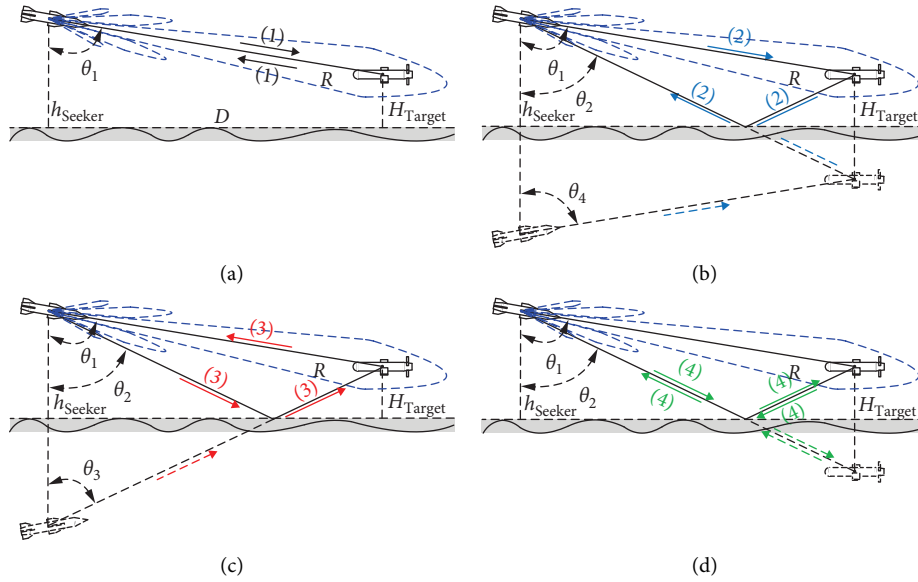 (1)
(1)
θ1
R
hSeeker
D
HTarget
(a)
(2)
θ1
R
(2)
(2)
θ2
hSeeker
HTarget
θ4
(b)
(3)
θ1
R
(3)
(3)
θ2
hSeeker
HTarget
θ3
(c)
θ1
R
(4)
(4)
(4)
(4)
θ2
hSeeker
HTarget
(d)